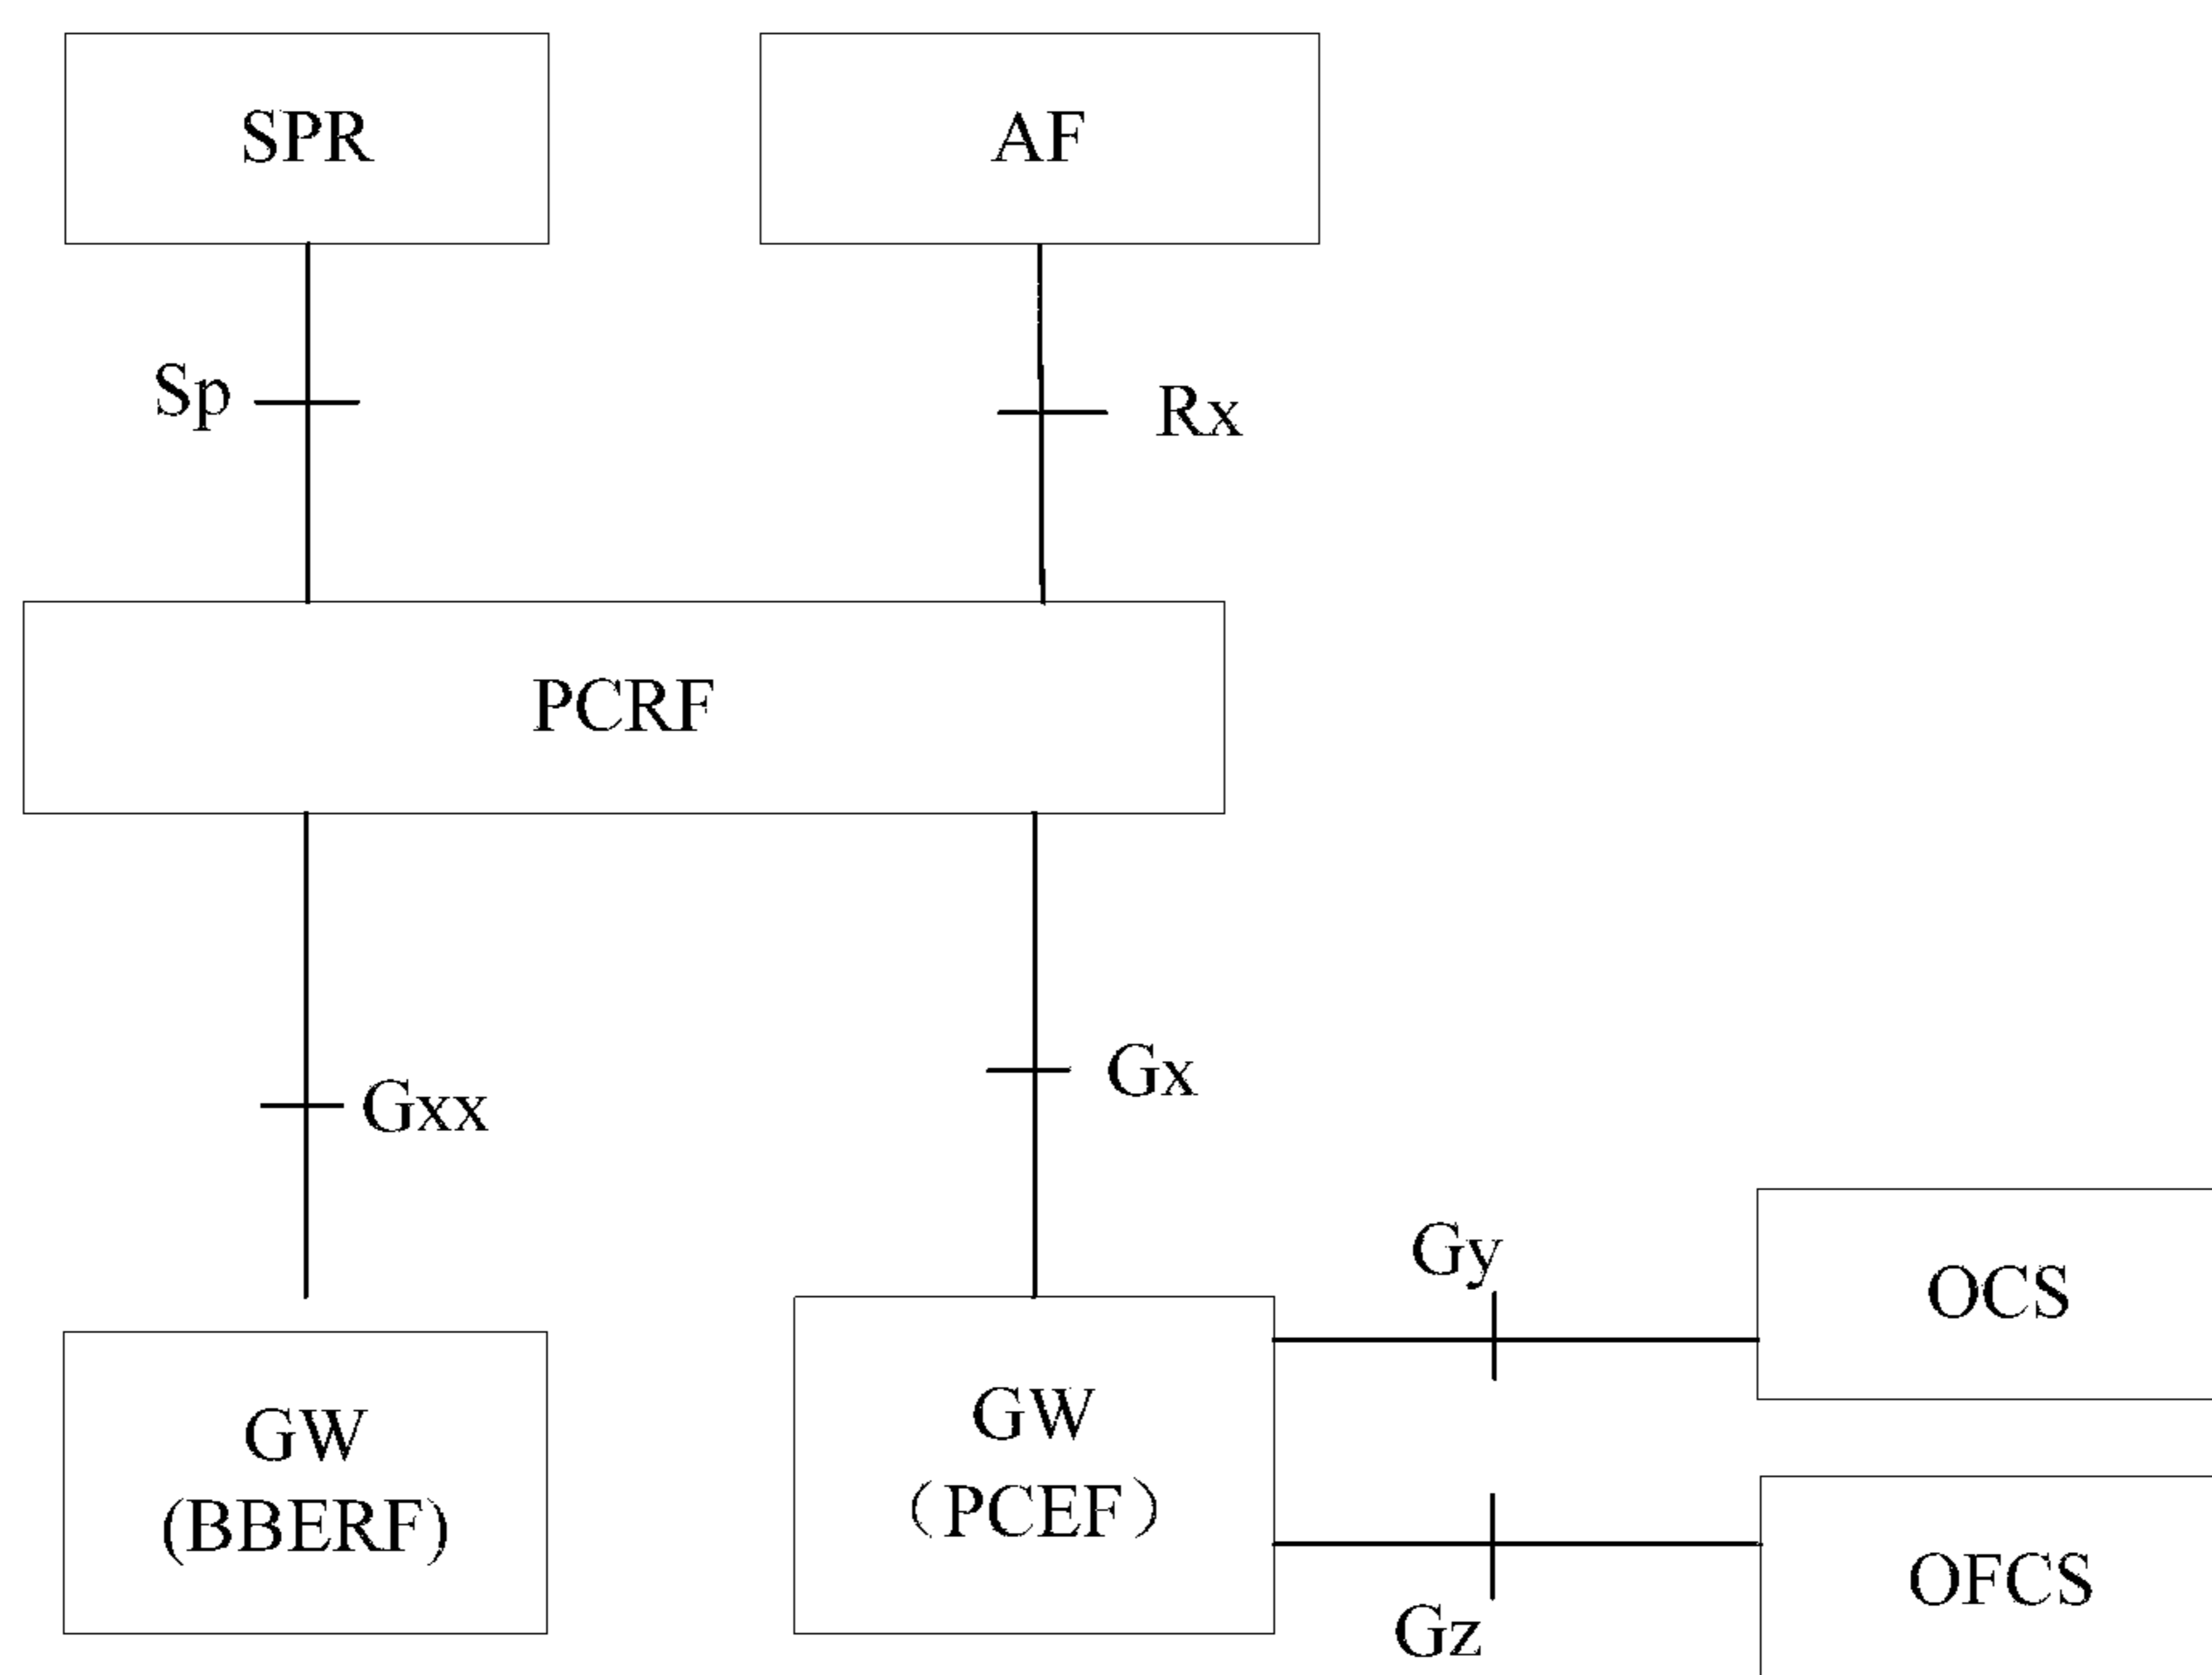 SPR
AF
Sp
Rx
PCRF
Gxx
Gx
Gy
OCS
GW
(BBERF)
GW
（PCEF）
Gz
OFCS